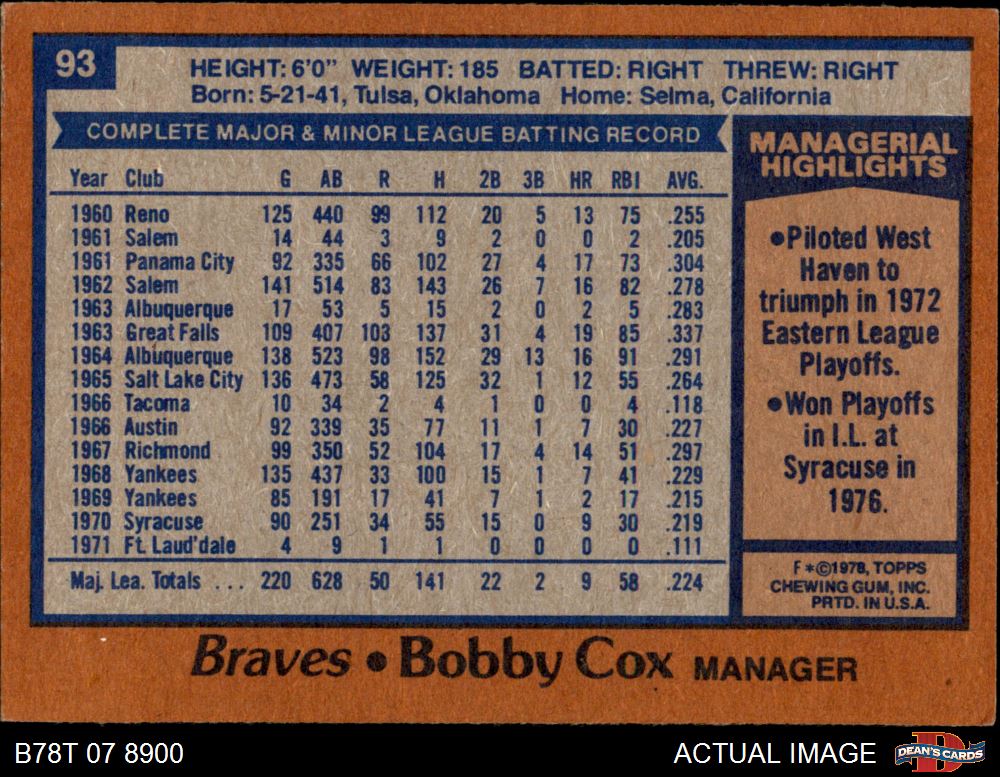 93
HEIGHT: 6'0" WEIGHT: 185 BATTED: RIGHT THREW: RIGHT
Born: 5-21-41, Tulsa, Oklahoma Home: Selma, California
COMPLETE MAJOR & MINOR LEAGUE BATTING RECORD
Year Club G AB R H 2B 3B HR RBI AVG.
1960 Reno 125 440 99 112 20 5 13 75 .255
1961 Salem 14 44 3 9 2 0 0 2 .205
1961 Panama City 92 335 66 102 27 4 17 73 .304
1962 Salem 141 514 83 143 26 7 16 82 .278
1963 Albuquerque 17 53 5 15 2 0 2 5 .283
1963 Great Falls 109 407 103 137 31 4 19 85 .337
1964 Albuquerque 138 523 98 152 29 13 16 91 .291
1965 Salt Lake City 136 473 58 125 32 1 12 55 .264
1966 Tacoma 10 34 2 4 1 0 0 4 .118
1966 Austin 92 339 35 77 11 1 7 30 .227
1967 Richmond 99 350 52 104 17 4 14 51 .297
1968 Yankees 135 437 33 100 15 1 7 41 .229
1969 Yankees 85 191 17 41 7 1 2 17 .215
1970 Syracuse 90 251 34 55 15 0 9 30 .219
1971 Ft. Laud'dale 4 9 1 1 0 0 0 0 .111
Maj. Lea. Totals ... 220 628 50 141 22 2 9 58 .224
MANAGERIAL
HIGHLIGHTS
•Piloted West
Haven to
triumph in 1972
Eastern League
Playoffs.
•Won Playoffs
in I.L. at
Syracuse in
1976.
F*©1978, TOPPS
CHEWING GUM, INC.
PRTD. IN U.S.A.
Braves • Bobby Cox MANAGER
B78T 07 8900
ACTUAL IMAGE
D
DEAN'S CARDS